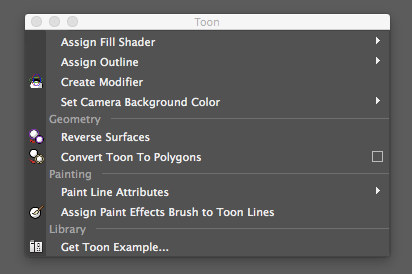 Toon
Assign Fill Shader
Assign Outline
Create Modifier
Set Camera Background Color
Geometry
Reverse Surfaces
Convert Toon To Polygons
Painting
Paint Line Attributes
Assign Paint Effects Brush to Toon Lines
Library
Get Toon Example...